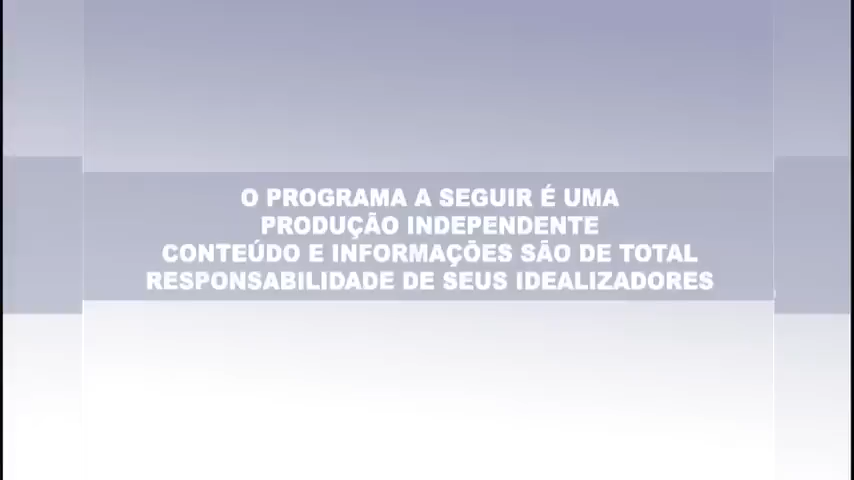 O PROGRAMA A SEGUIR É UMA
PRODUÇÃO INDEPENDENTE
CONTEÚDO E INFORMAÇÕES SÃO DE TOTAL
RESPONSABILIDADE DE SEUS IDEALIZADORES